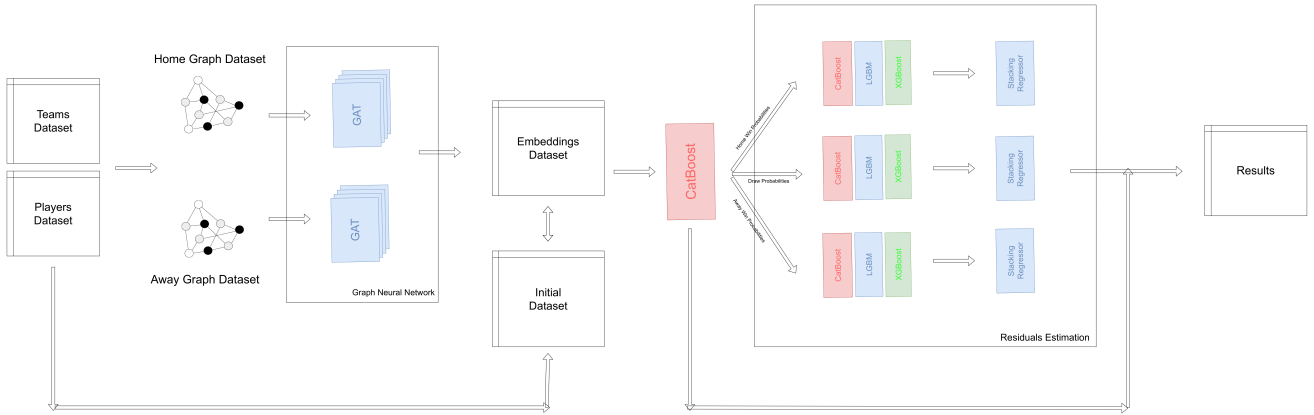 Teams
Dataset
Players
Dataset
Home Graph Dataset
Away Graph Dataset
GAT
GAT
Graph Neural Network
Embeddings
Dataset
Initial
Dataset
CatBoost
Home Win Probabilities
Draw Probabilities
Away Win Probabilities
CatBoost
LGBM
XGBoost
Stacking
Regressor
CatBoost
LGBM
XGBoost
Stacking
Regressor
CatBoost
LGBM
XGBoost
Stacking
Regressor
Residuals Estimation
Results